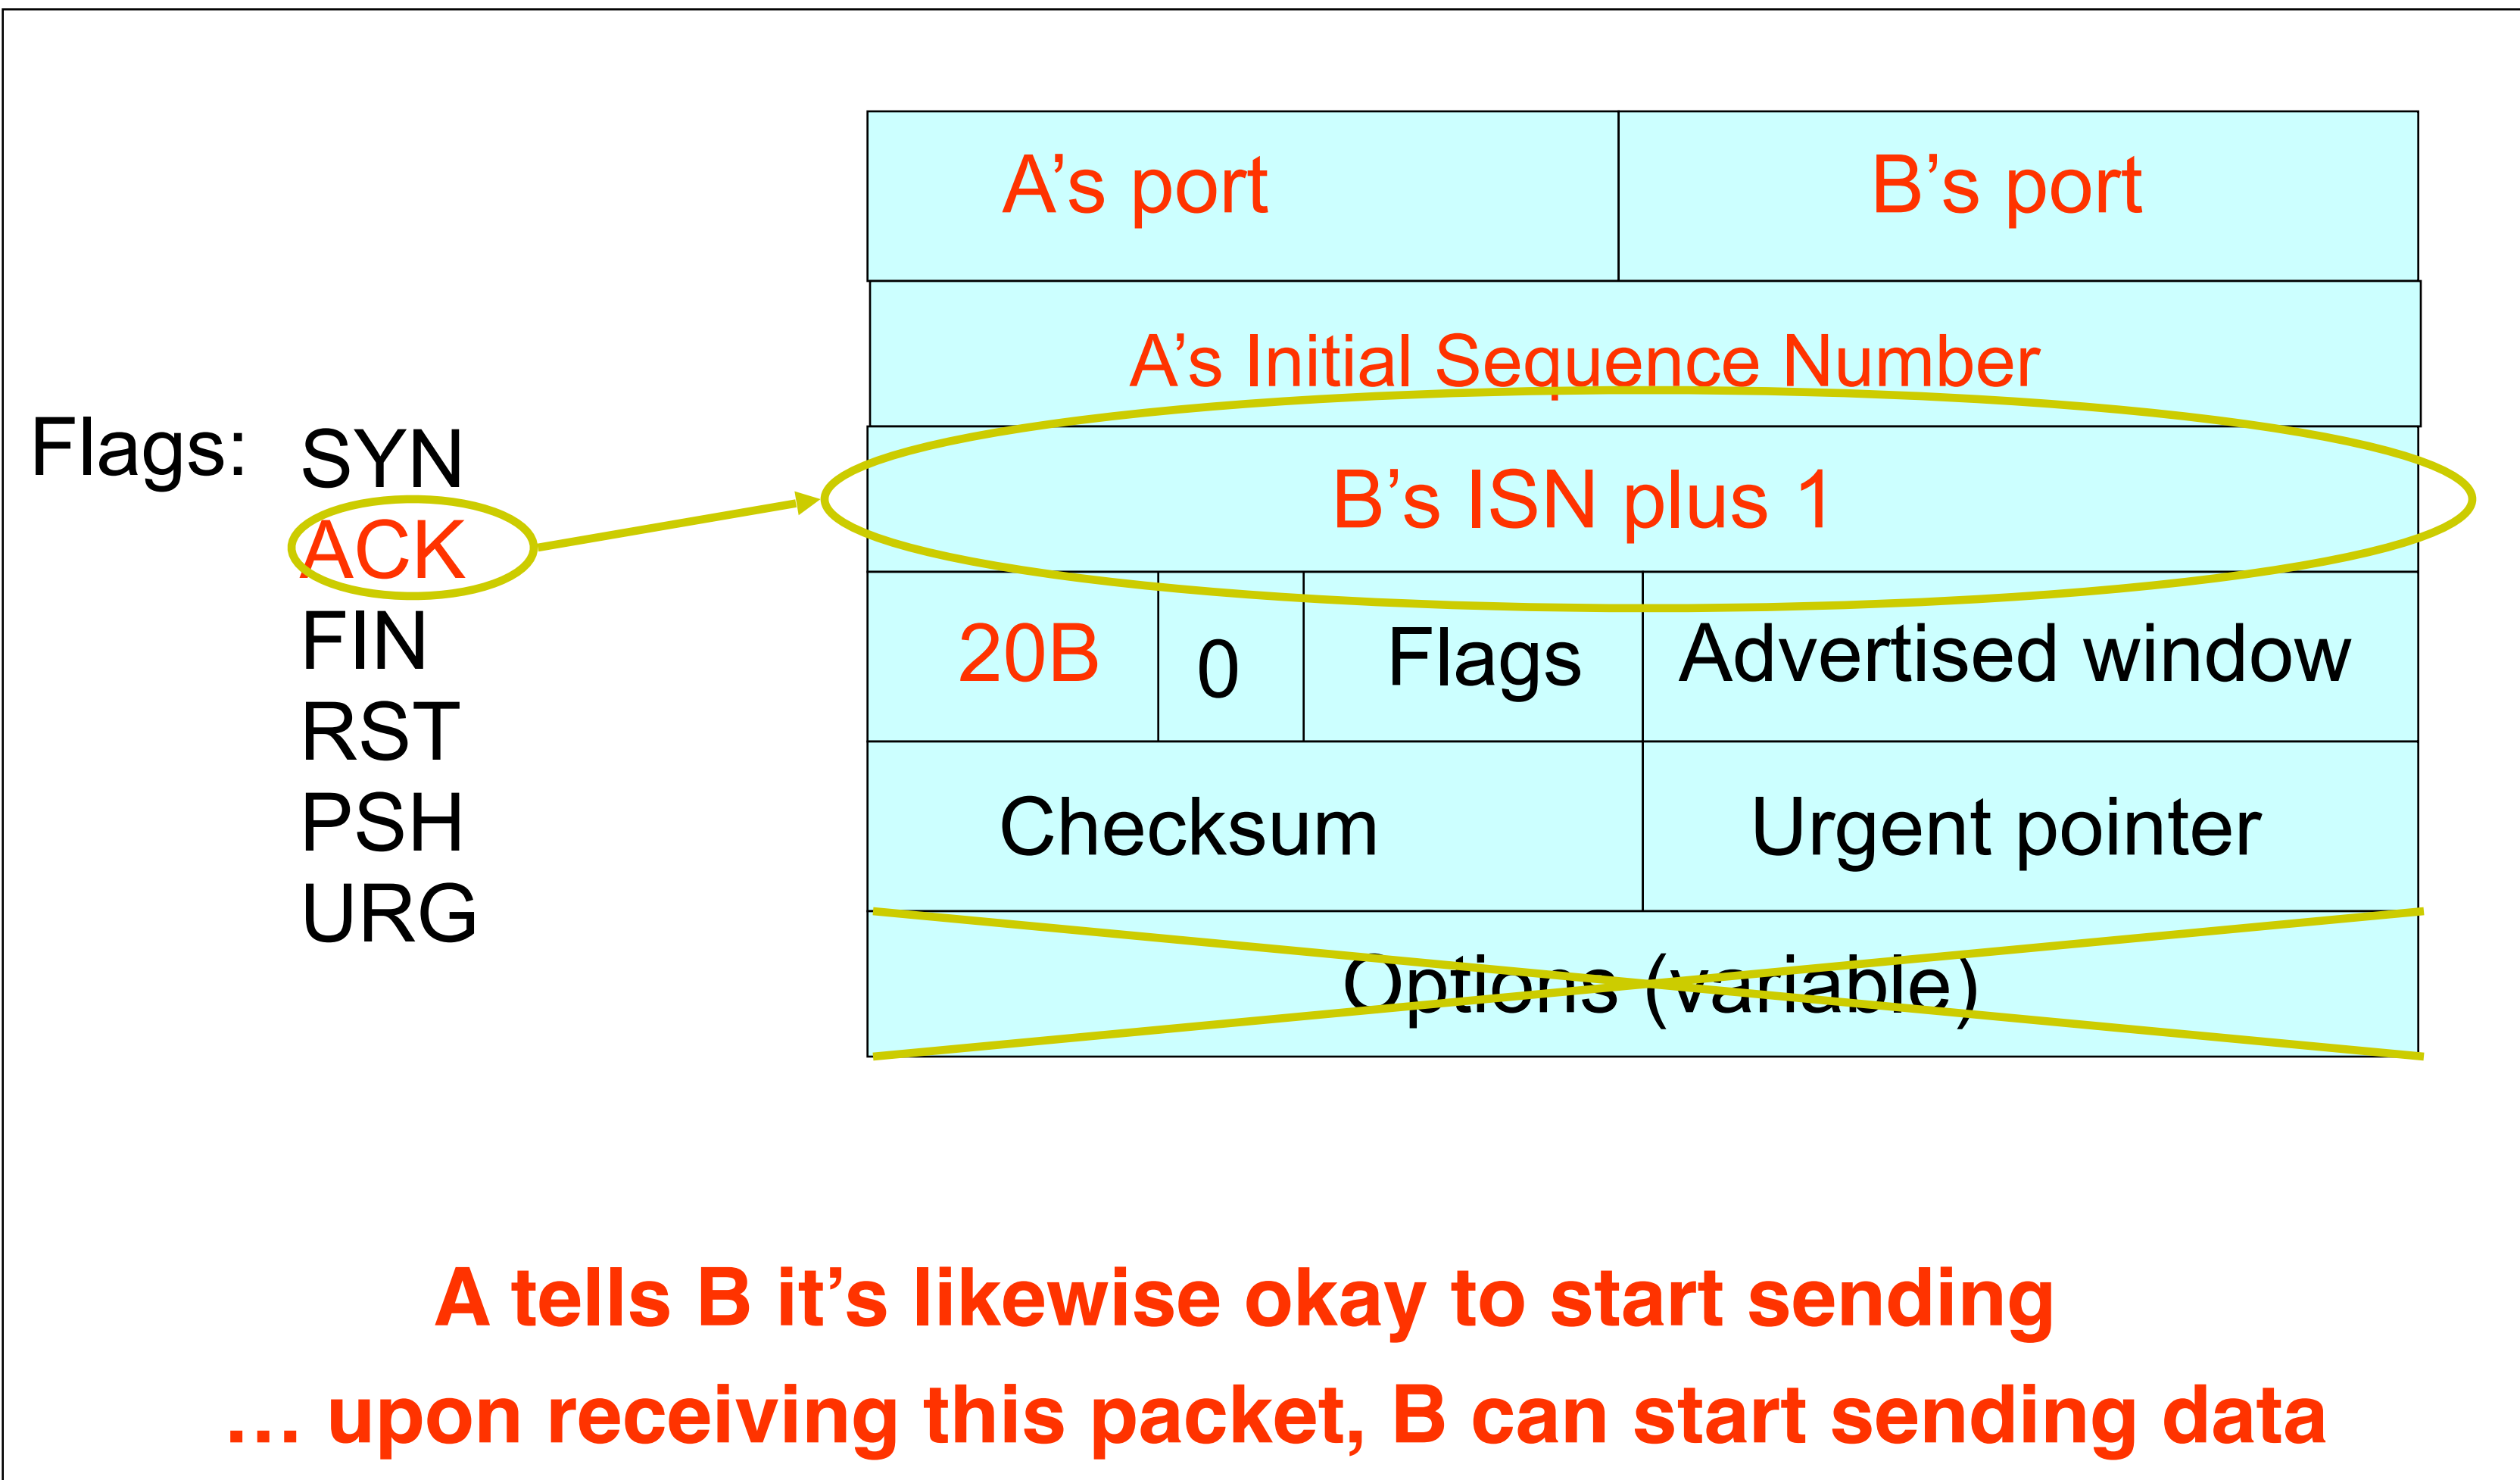 A’s port
B’s port
A’s Initial Sequence Number
Flags:
SYN
ACK
FIN
RST
PSH
URG
B’s ISN plus 1
20B
0
Flags
Advertised window
Checksum
Urgent pointer
Options (variable)
A tells B it’s likewise okay to start sending
… upon receiving this packet, B can start sending data